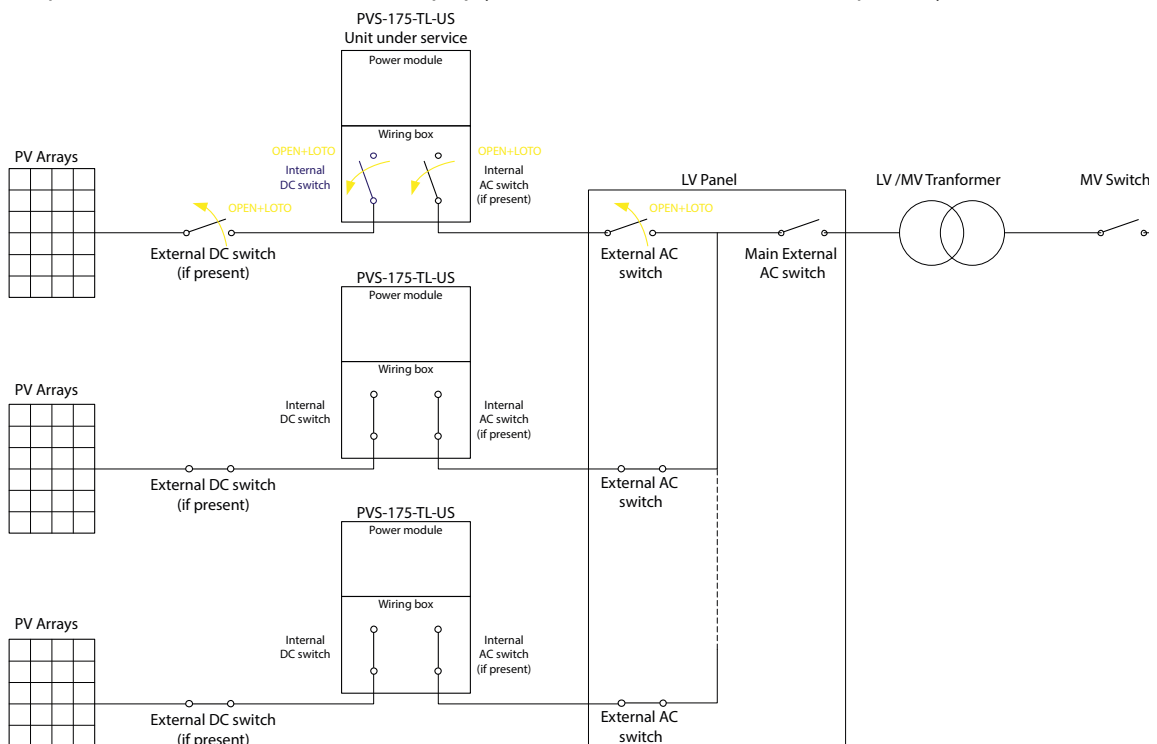 PVS-175-TL-US
Unit under service
Power module
Wiring box
OPEN+LOTO
Internal
DC switch
OPEN+LOTO
Internal
AC switch
(if present)
PV Arrays
OPEN+LOTO
External DC switch
(if present)
LV Panel
OPEN+LOTO
External AC
switch
Main External
AC switch
LV /MV Tranformer
MV Switch
PVS-175-TL-US
Power module
Wiring box
Internal
DC switch
Internal
AC switch
(if present)
PV Arrays
External DC switch
(if present)
External AC
switch
PVS-175-TL-US
Power module
Wiring box
Internal
DC switch
Internal
AC switch
(if present)
PV Arrays
External DC switch
(if present)
External AC
switch